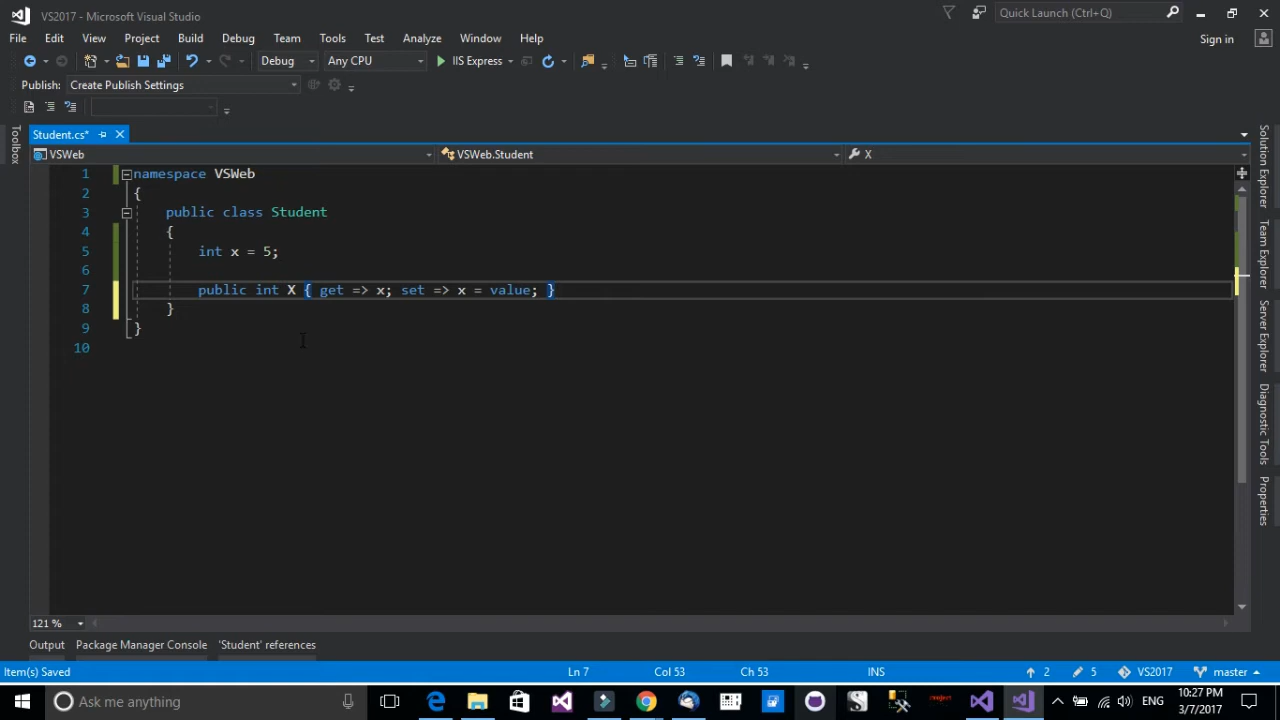 VS2017 - Microsoft Visual Studio
Quick Launch (Ctrl+Q)
File Edit View Project Build Debug Team Tools Test Analyze Window Help
Sign in
Debug Any CPU IIS Express
Publish: Create Publish Settings
Toolbox
Student.cs*
VSWeb VSWeb.Student X
1 namespace VSWeb
2 {
3 public class Student
4 {
5 int x = 5;
6
7 public int X { get => x; set => x = value; }
8 }
9 }
10
Solution Explorer
Team Explorer
Server Explorer
Diagnostic Tools
Properties
121 %
Output Package Manager Console 'Student' references
Item(s) Saved Ln 7 Col 53 Ch 53 INS 2 5 VS2017 master
Ask me anything
ENG
10:27 PM
3/7/2017